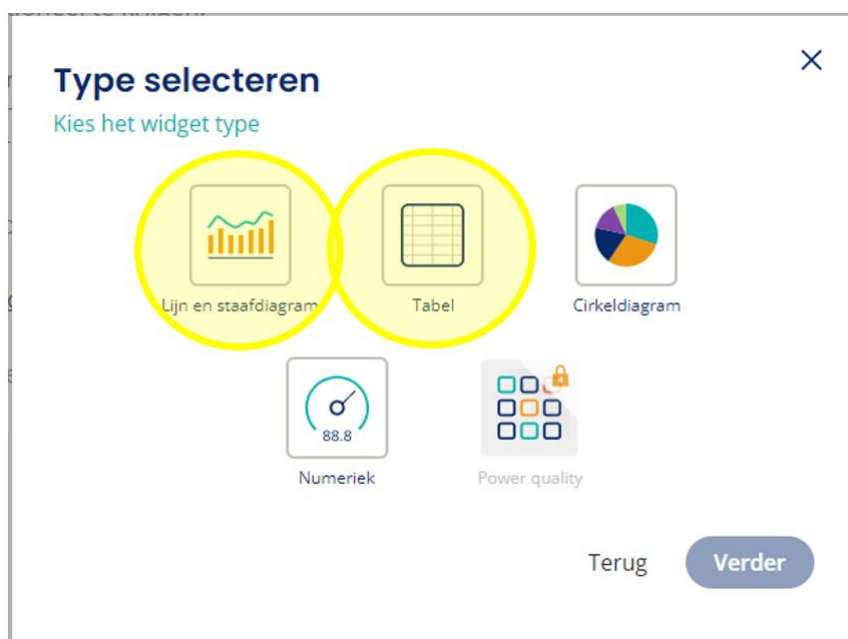 Type selecteren
Kies het widget type
Lijn en staafdiagram
Tabel
Cirkeldiagram
88.8
Numeriek
Power quality
Terug
Verder